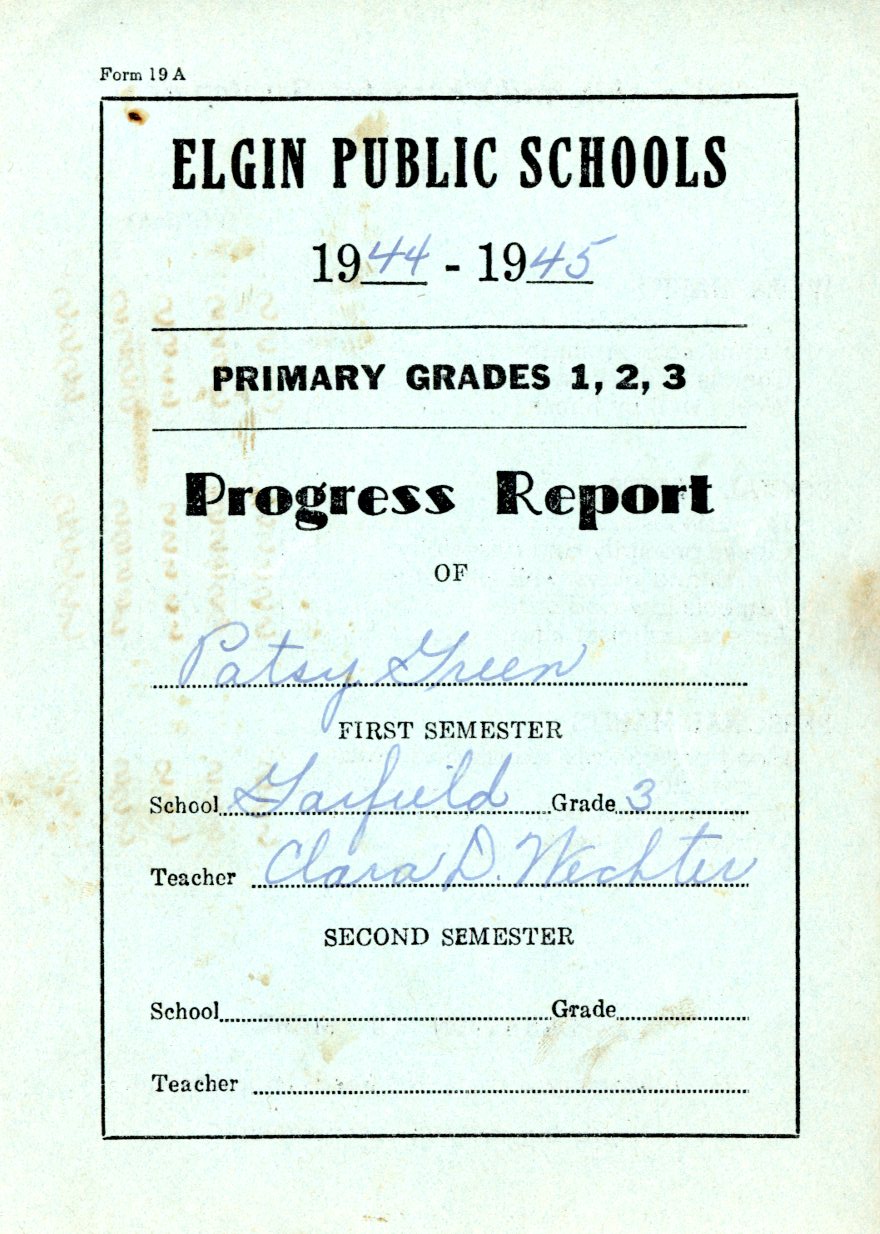 Form 19 A
ELGIN PUBLIC SCHOOLS
1944 - 1945
PRIMARY GRADES 1, 2, 3
Progress Report
OF
Patsy Green
FIRST SEMESTER
School Garfield Grade 3
Teacher Clara D. Wechter
SECOND SEMESTER
School Grade
Teacher